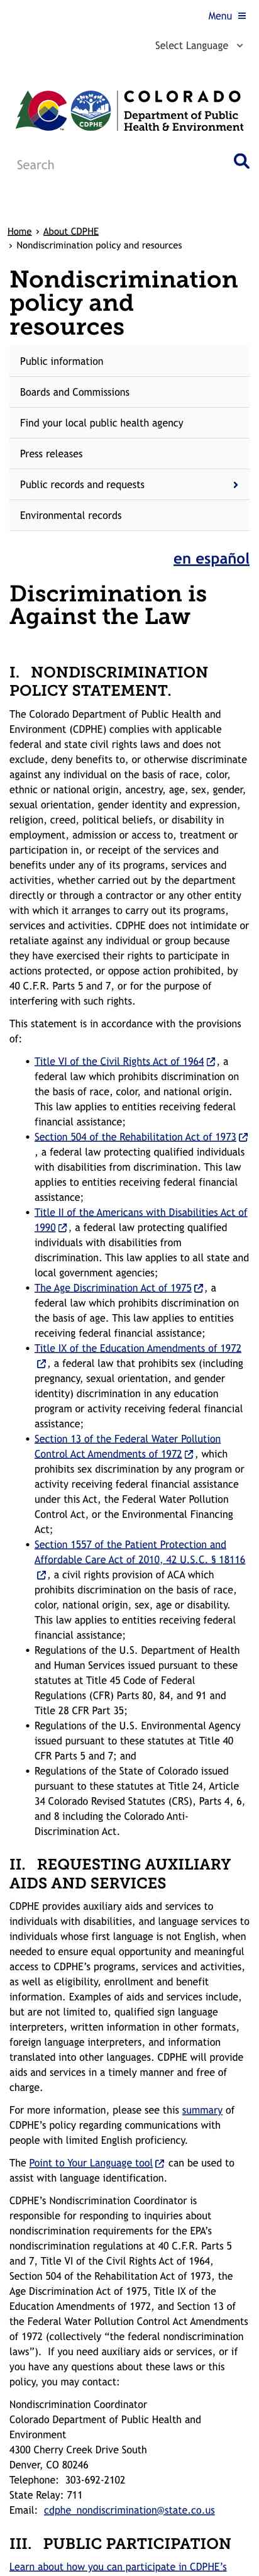 Menu
Select Language
COLORADO
Department of Public
Health & Environment
CDPHE
Search
Home › About CDPHE
› Nondiscrimination policy and resources
Nondiscrimination
policy and
resources
Public information
Boards and Commissions
Find your local public health agency
Press releases
Public records and requests
Environmental records
en español
Discrimination is
Against the Law
I. NONDISCRIMINATION
POLICY STATEMENT.
The Colorado Department of Public Health and
Environment (CDPHE) complies with applicable
federal and state civil rights laws and does not
exclude, deny benefits to, or otherwise discriminate
against any individual on the basis of race, color,
ethnic or national origin, ancestry, age, sex, gender,
sexual orientation, gender identity and expression,
religion, creed, political beliefs, or disability in
employment, admission or access to, treatment or
participation in, or receipt of the services and
benefits under any of its programs, services and
activities, whether carried out by the department
directly or through a contractor or any other entity
with which it arranges to carry out its programs,
services and activities. CDPHE does not intimidate or
retaliate against any individual or group because
they have exercised their rights to participate in
actions protected, or oppose action prohibited, by
40 C.F.R. Parts 5 and 7, or for the purpose of
interfering with such rights.
This statement is in accordance with the provisions
of:
• Title VI of the Civil Rights Act of 1964 , a
federal law which prohibits discrimination on
the basis of race, color, and national origin.
This law applies to entities receiving federal
financial assistance;
• Section 504 of the Rehabilitation Act of 1973
, a federal law protecting qualified individuals
with disabilities from discrimination. This law
applies to entities receiving federal financial
assistance;
• Title II of the Americans with Disabilities Act of
1990 , a federal law protecting qualified
individuals with disabilities from
discrimination. This law applies to all state and
local government agencies;
• The Age Discrimination Act of 1975 , a
federal law which prohibits discrimination on
the basis of age. This law applies to entities
receiving federal financial assistance;
• Title IX of the Education Amendments of 1972
, a federal law that prohibits sex (including
pregnancy, sexual orientation, and gender
identity) discrimination in any education
program or activity receiving federal financial
assistance;
• Section 13 of the Federal Water Pollution
Control Act Amendments of 1972 , which
prohibits sex discrimination by any program or
activity receiving federal financial assistance
under this Act, the Federal Water Pollution
Control Act, or the Environmental Financing
Act;
• Section 1557 of the Patient Protection and
Affordable Care Act of 2010, 42 U.S.C. § 18116
, a civil rights provision of ACA which
prohibits discrimination on the basis of race,
color, national origin, sex, age or disability.
This law applies to entities receiving federal
financial assistance;
• Regulations of the U.S. Department of Health
and Human Services issued pursuant to these
statutes at Title 45 Code of Federal
Regulations (CFR) Parts 80, 84, and 91 and
Title 28 CFR Part 35;
• Regulations of the U.S. Environmental Agency
issued pursuant to these statutes at Title 40
CFR Parts 5 and 7; and
• Regulations of the State of Colorado issued
pursuant to these statutes at Title 24, Article
34 Colorado Revised Statutes (CRS), Parts 4, 6,
and 8 including the Colorado Anti-
Discrimination Act.
II. REQUESTING AUXILIARY
AIDS AND SERVICES
CDPHE provides auxiliary aids and services to
individuals with disabilities, and language services to
individuals whose first language is not English, when
needed to ensure equal opportunity and meaningful
access to CDPHE’s programs, services and activities,
as well as eligibility, enrollment and benefit
information. Examples of aids and services include,
but are not limited to, qualified sign language
interpreters, written information in other formats,
foreign language interpreters, and information
translated into other languages. CDPHE will provide
aids and services in a timely manner and free of
charge.
For more information, please see this summary of
CDPHE’s policy regarding communications with
people with limited English proficiency.
The Point to Your Language tool can be used to
assist with language identification.
CDPHE’s Nondiscrimination Coordinator is
responsible for responding to inquiries about
nondiscrimination requirements for the EPA’s
nondiscrimination regulations at 40 C.F.R. Parts 5
and 7, Title VI of the Civil Rights Act of 1964,
Section 504 of the Rehabilitation Act of 1973, the
Age Discrimination Act of 1975, Title IX of the
Education Amendments of 1972, and Section 13 of
the Federal Water Pollution Control Act Amendments
of 1972 (collectively “the federal nondiscrimination
laws”). If you need auxiliary aids or services, or if
you have any questions about these laws or this
policy, you may contact:
Nondiscrimination Coordinator
Colorado Department of Public Health and
Environment
4300 Cherry Creek Drive South
Denver, CO 80246
Telephone: 303-692-2102
State Relay: 711
Email: cdphe_nondiscrimination@state.co.us
III. PUBLIC PARTICIPATION
Learn about how you can participate in CDPHE’s